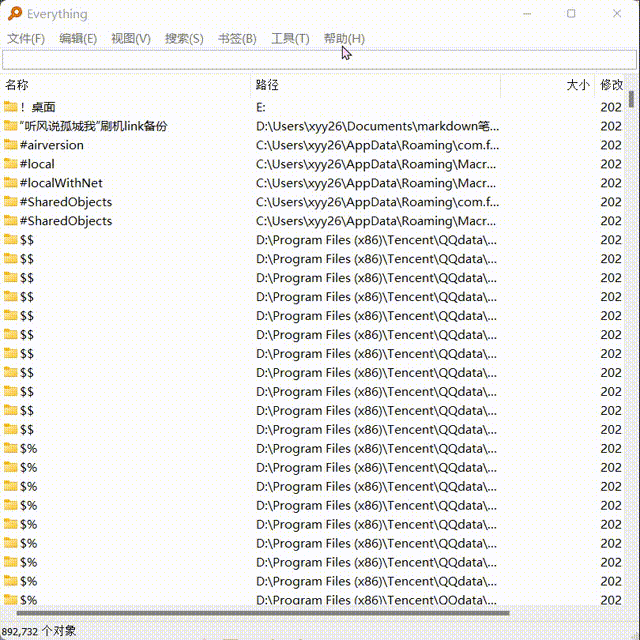 Everything
文件(F) 编辑(E) 视图(V) 搜索(S) 书签(B) 工具(T) 帮助(H)
名称 路径 大小 修改
！桌面 E: 202
“听风说孤城我”刷机link备份 D:\Users\xyy26\Documents\markdown笔... 202
#airversion C:\Users\xyy26\AppData\Roaming\com.f... 202
#local C:\Users\xyy26\AppData\Roaming\Macr... 202
#localWithNet C:\Users\xyy26\AppData\Roaming\Macr... 202
#SharedObjects C:\Users\xyy26\AppData\Roaming\com.f... 202
#SharedObjects C:\Users\xyy26\AppData\Roaming\Macr... 202
$$ D:\Program Files (x86)\Tencent\QQdata\... 202
$$ D:\Program Files (x86)\Tencent\QQdata\... 202
$$ D:\Program Files (x86)\Tencent\QQdata\... 202
$$ D:\Program Files (x86)\Tencent\QQdata\... 202
$$ D:\Program Files (x86)\Tencent\QQdata\... 202
$$ D:\Program Files (x86)\Tencent\QQdata\... 202
$$ D:\Program Files (x86)\Tencent\QQdata\... 202
$$ D:\Program Files (x86)\Tencent\QQdata\... 202
$$ D:\Program Files (x86)\Tencent\QQdata\... 202
$$ D:\Program Files (x86)\Tencent\QQdata\... 202
$$ D:\Program Files (x86)\Tencent\QQdata\... 202
$% D:\Program Files (x86)\Tencent\QQdata\... 202
$% D:\Program Files (x86)\Tencent\QQdata\... 202
$% D:\Program Files (x86)\Tencent\QQdata\... 202
$% D:\Program Files (x86)\Tencent\QQdata\... 202
$% D:\Program Files (x86)\Tencent\QQdata\... 202
$% D:\Program Files (x86)\Tencent\QQdata\... 202
$% D:\Program Files (x86)\Tencent\QQdata\... 202
$% D:\Program Files (x86)\Tencent\QQdata\... 202
$% D:\Program Files (x86)\Tencent\QQdata\... 202
892,732 个对象